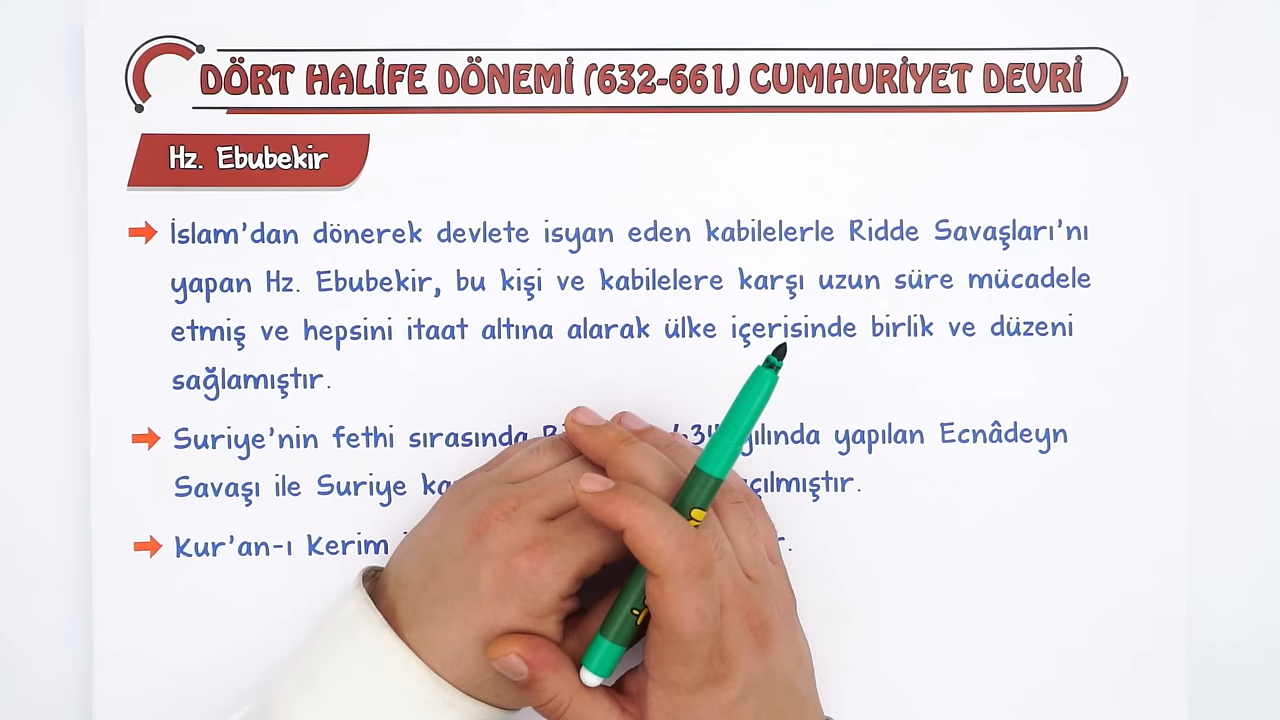 DÖRT HALİFE DÖNEMİ (632-661) CUMHURİYET DEVRİ
Hz. Ebubekir
İslam'dan dönerek devlete isyan eden kabilelerle Ridde Savaşları'nı
yapan Hz. Ebubekir, bu kişi ve kabilelere karşı uzun süre mücadele
etmiş ve hepsini itaat altına alarak ülke içerisinde birlik ve düzeni
sağlamıştır.
Suriye'nin fethi sırasında yılında yapılan Ecnâdeyn
Savaşı ile Suriye
Kur'an-ı Kerim